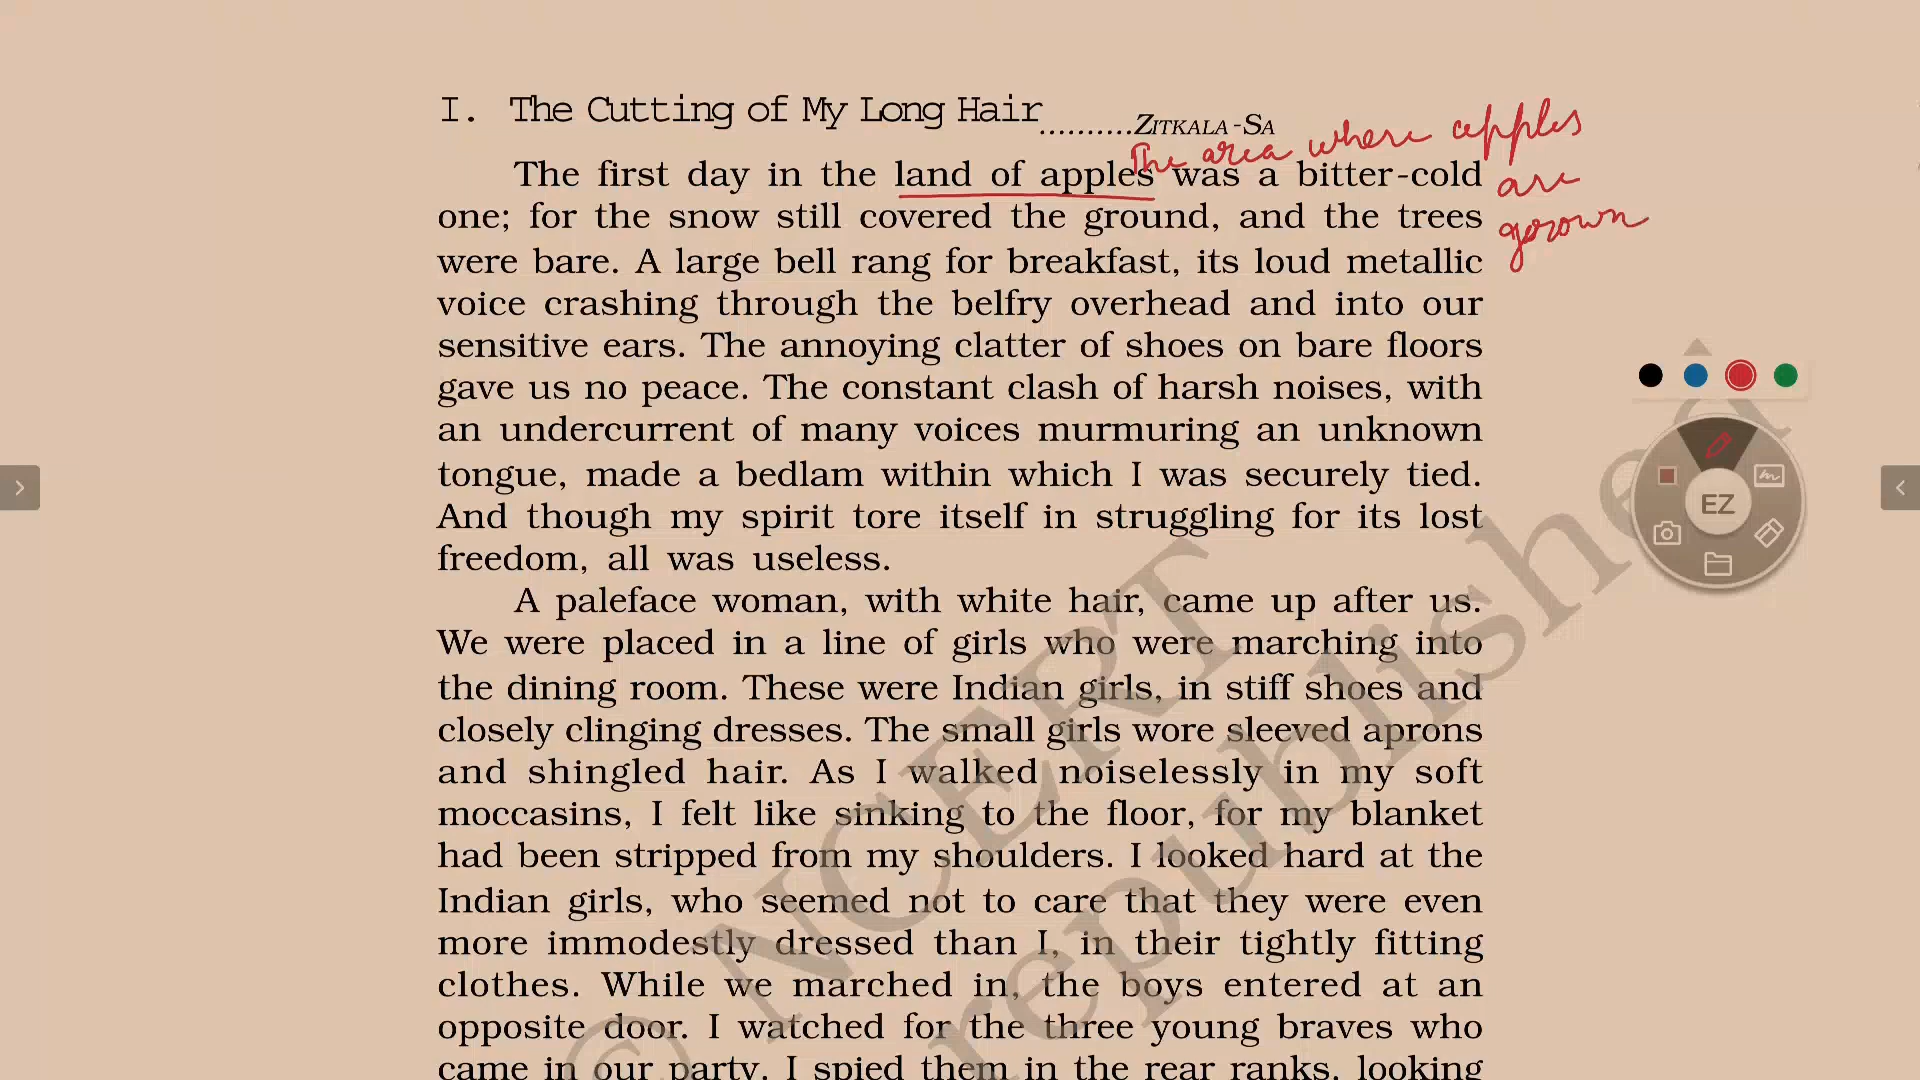 I. The Cutting of My Long Hair
..........ZITKALA-SA
The area where apples
are
grown
The first day in the land of apples was a bitter-cold
one; for the snow still covered the ground, and the trees
were bare. A large bell rang for breakfast, its loud metallic
voice crashing through the belfry overhead and into our
sensitive ears. The annoying clatter of shoes on bare floors
gave us no peace. The constant clash of harsh noises, with
an undercurrent of many voices murmuring an unknown
tongue, made a bedlam within which I was securely tied.
And though my spirit tore itself in struggling for its lost
freedom, all was useless.
A paleface woman, with white hair, came up after us.
We were placed in a line of girls who were marching into
the dining room. These were Indian girls, in stiff shoes and
closely clinging dresses. The small girls wore sleeved aprons
and shingled hair. As I walked noiselessly in my soft
moccasins, I felt like sinking to the floor, for my blanket
had been stripped from my shoulders. I looked hard at the
Indian girls, who seemed not to care that they were even
more immodestly dressed than I, in their tightly fitting
clothes. While we marched in, the boys entered at an
opposite door. I watched for the three young braves who
came in our party. I spied them in the rear ranks, looking
© NCERT
republished
EZ